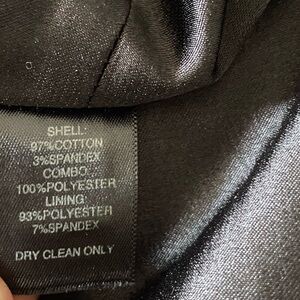 SHELL:
97%COTTON
3%SPANDEX
COMBO:
100%POLYESTER
LINING:
93%POLYESTER
7%SPANDEX
DRY CLEAN ONLY